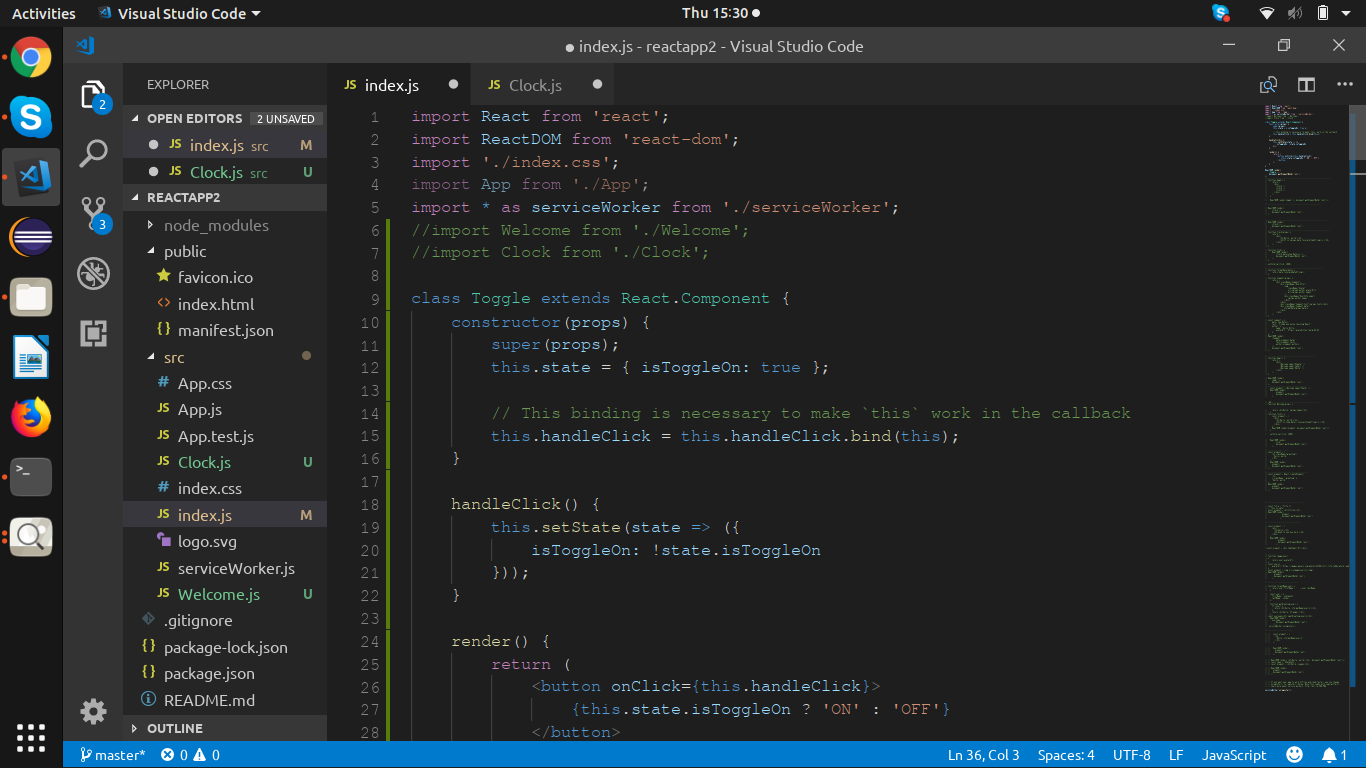 Activities Visual Studio Code Thu 15:30
index.js - reactapp2 - Visual Studio Code
EXPLORER
OPEN EDITORS 2 UNSAVED
index.js src M
Clock.js src U
REACTAPP2
node_modules
public
favicon.ico
<> index.html
{} manifest.json
src
# App.css
JS App.js
JS App.test.js
JS Clock.js U
# index.css
JS index.js M
logo.svg
JS serviceWorker.js
JS Welcome.js U
.gitignore
{} package-lock.json
{} package.json
README.md
OUTLINE
2
3
JS index.js JS Clock.js
1 import React from 'react';
2 import ReactDOM from 'react-dom';
3 import './index.css';
4 import App from './App';
5 import * as serviceWorker from './serviceWorker';
6 //import Welcome from './Welcome';
7 //import Clock from './Clock';
8
9 class Toggle extends React.Component {
10 constructor(props) {
11 super(props);
12 this.state = { isToggleOn: true };
13
14 // This binding is necessary to make `this` work in the callback
15 this.handleClick = this.handleClick.bind(this);
16 }
17
18 handleClick() {
19 this.setState(state => ({
20 isToggleOn: !state.isToggleOn
21 }));
22 }
23
24 render() {
25 return (
26 <button onClick={this.handleClick}>
27 {this.state.isToggleOn ? 'ON' : 'OFF'}
28 </button>
master* 0 0 Ln 36, Col 3 Spaces: 4 UTF-8 LF JavaScript 1